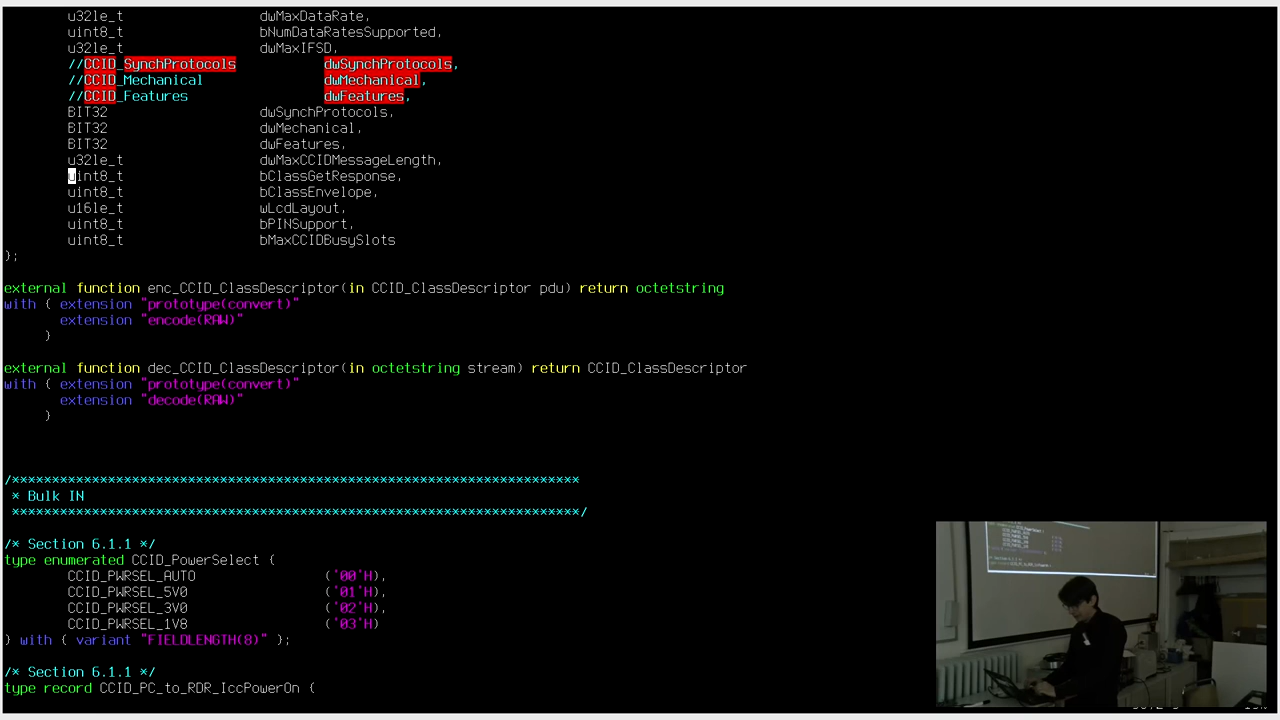 u32le_t dwMaxDataRate,
uint8_t bNumDataRatesSupported,
u32le_t dwMaxIFSD,
//CCID_SynchProtocols dwSynchProtocols,
//CCID_Mechanical dwMechanical,
//CCID_Features dwFeatures,
BIT32 dwSynchProtocols,
BIT32 dwMechanical,
BIT32 dwFeatures,
u32le_t dwMaxCCIDMessageLength,
uint8_t bClassGetResponse,
uint8_t bClassEnvelope,
u16le_t wLcdLayout,
uint8_t bPINSupport,
uint8_t bMaxCCIDBusySlots
};
external function enc_CCID_ClassDescriptor(in CCID_ClassDescriptor pdu) return octetstring
with { extension "prototype(convert)"
extension "encode(RAW)"
}
external function dec_CCID_ClassDescriptor(in octetstring stream) return CCID_ClassDescriptor
with { extension "prototype(convert)"
extension "decode(RAW)"
}
/***********************************************************************
* Bulk IN
***********************************************************************/
/* Section 6.1.1 */
type enumerated CCID_PowerSelect {
CCID_PWRSEL_AUTO ('00'H),
CCID_PWRSEL_5V0 ('01'H),
CCID_PWRSEL_3V0 ('02'H),
CCID_PWRSEL_1V8 ('03'H)
} with { variant "FIELDLENGTH(8)" };
/* Section 6.1.1 */
type record CCID_PC_to_RDR_IccPowerOn {